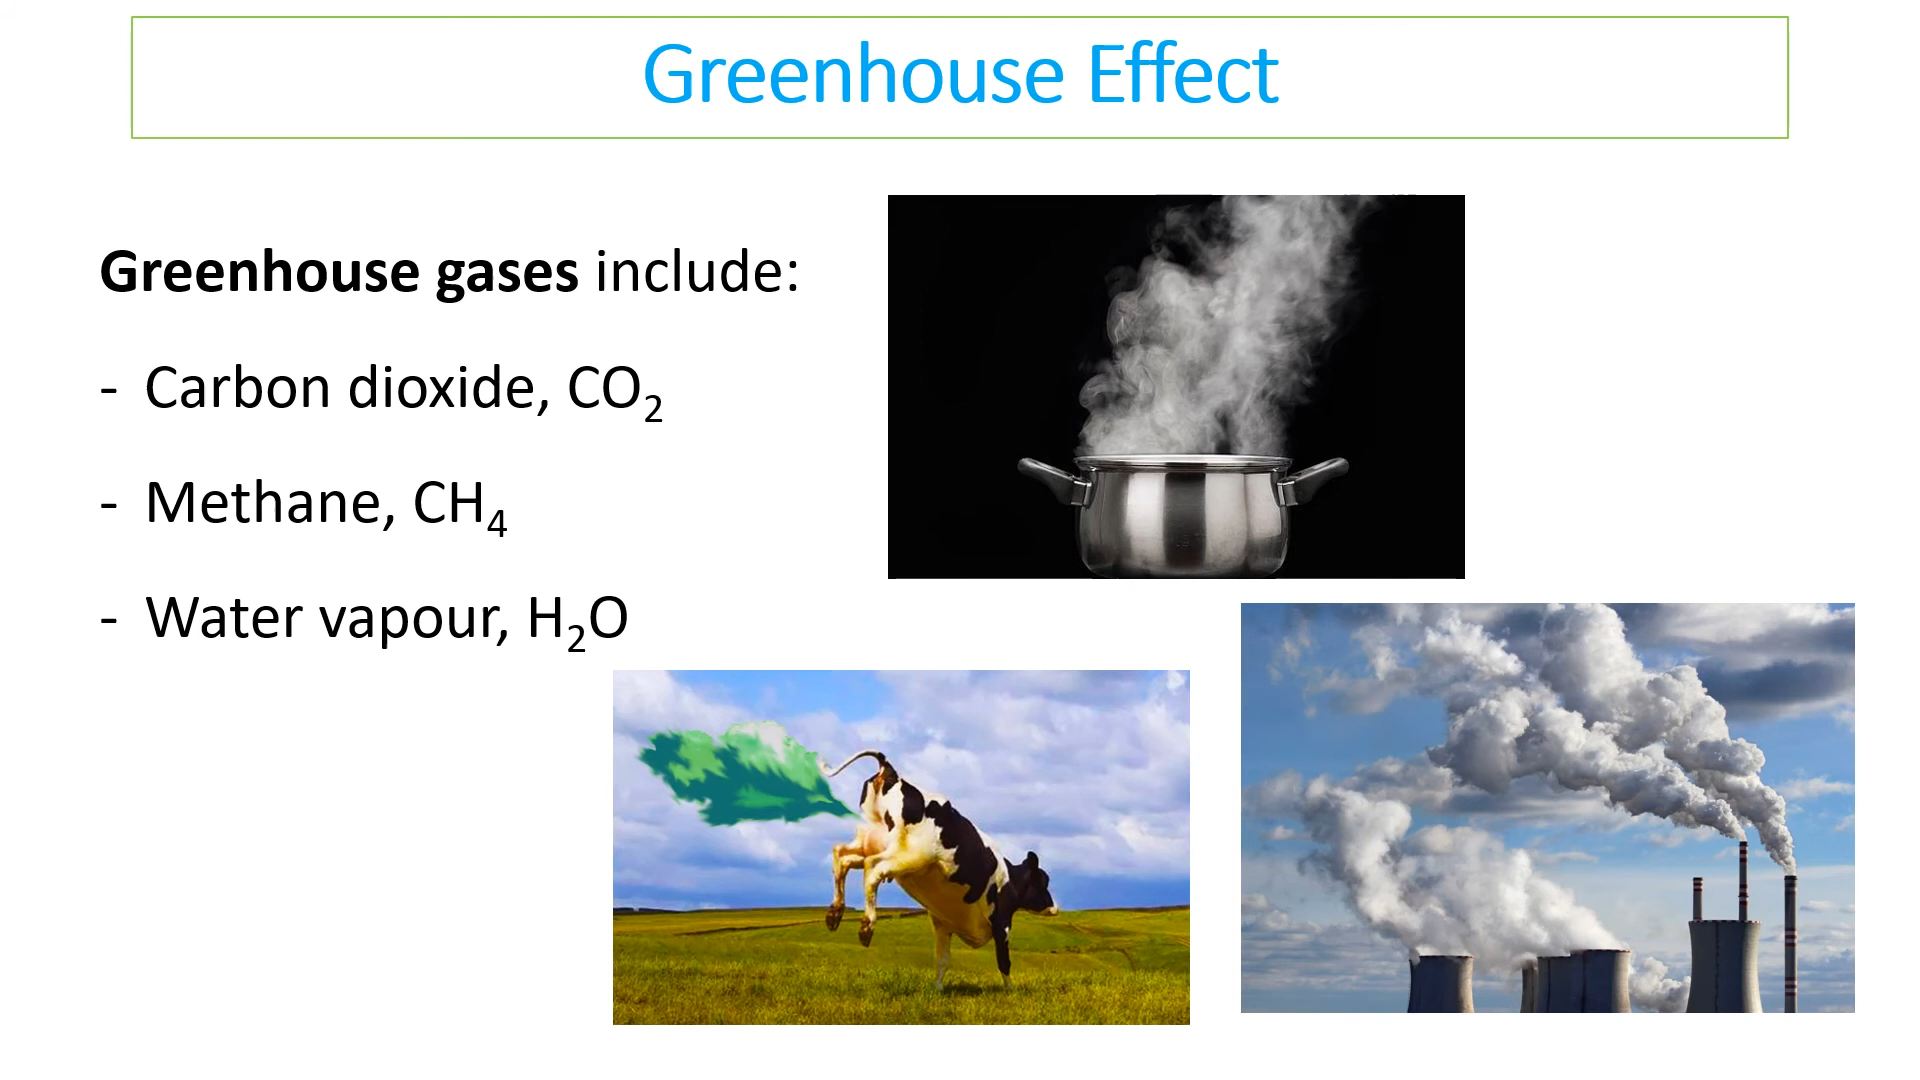 Greenhouse Effect
Greenhouse gases include:
- Carbon dioxide, CO₂
- Methane, CH₄
- Water vapour, H₂O